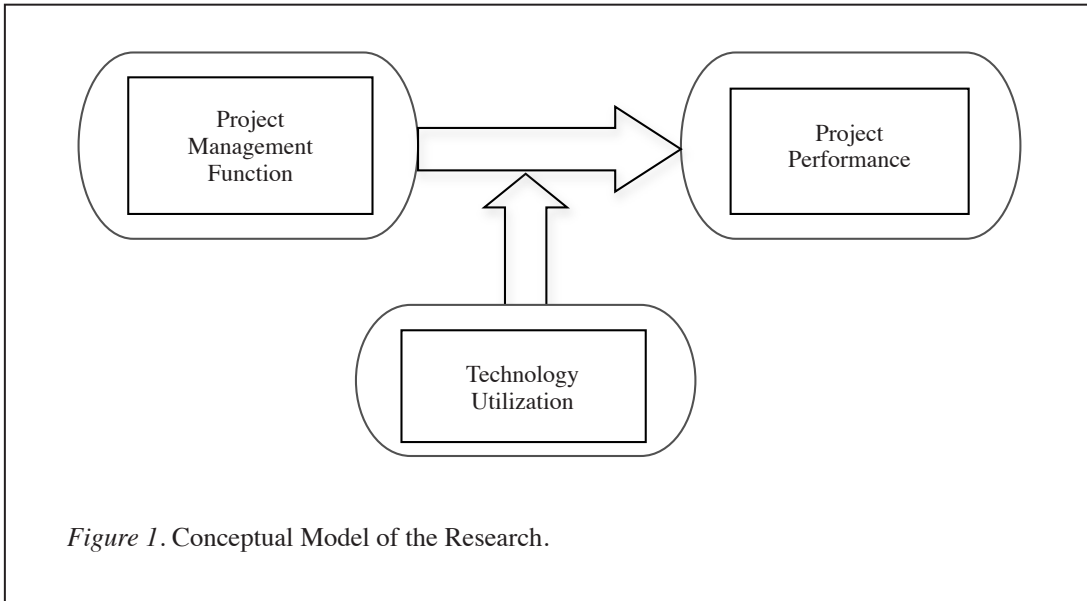 Project
Management
Function
Project
Performance
Technology
Utilization
Figure 1. Conceptual Model of the Research.